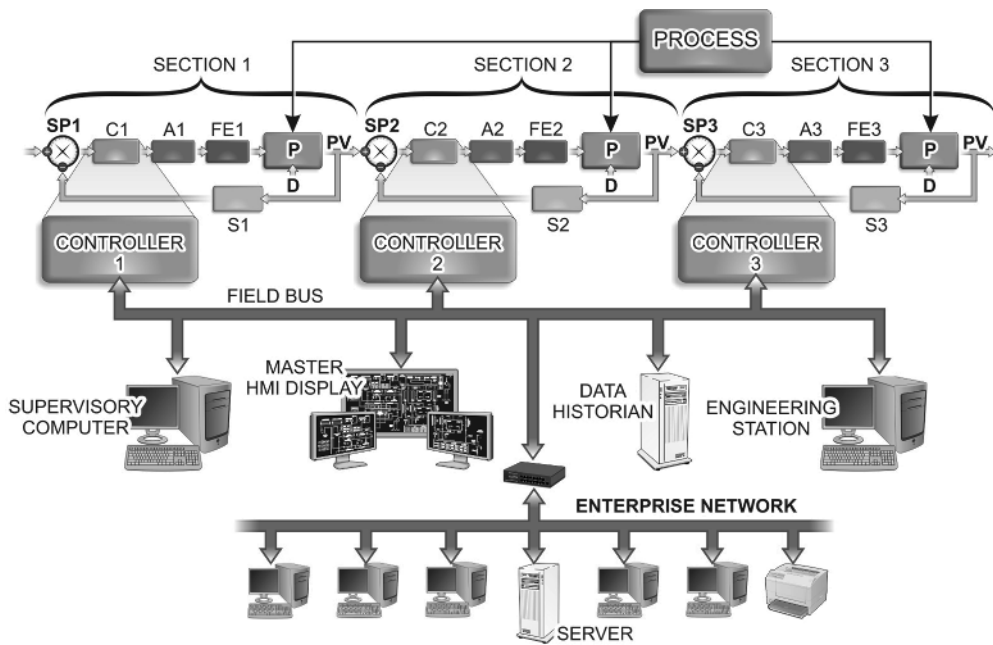 PROCESS
SECTION 1
SECTION 2
SECTION 3
SP1
C1
A1
FE1
P
PV
SP2
C2
A2
FE2
P
PV
SP3
C3
A3
FE3
P
PV
D
D
D
S1
S2
S3
CONTROLLER
1
CONTROLLER
2
CONTROLLER
3
FIELD BUS
MASTER
HMI DISPLAY
SUPERVISORY
COMPUTER
DATA
HISTORIAN
ENGINEERING
STATION
ENTERPRISE NETWORK
SERVER